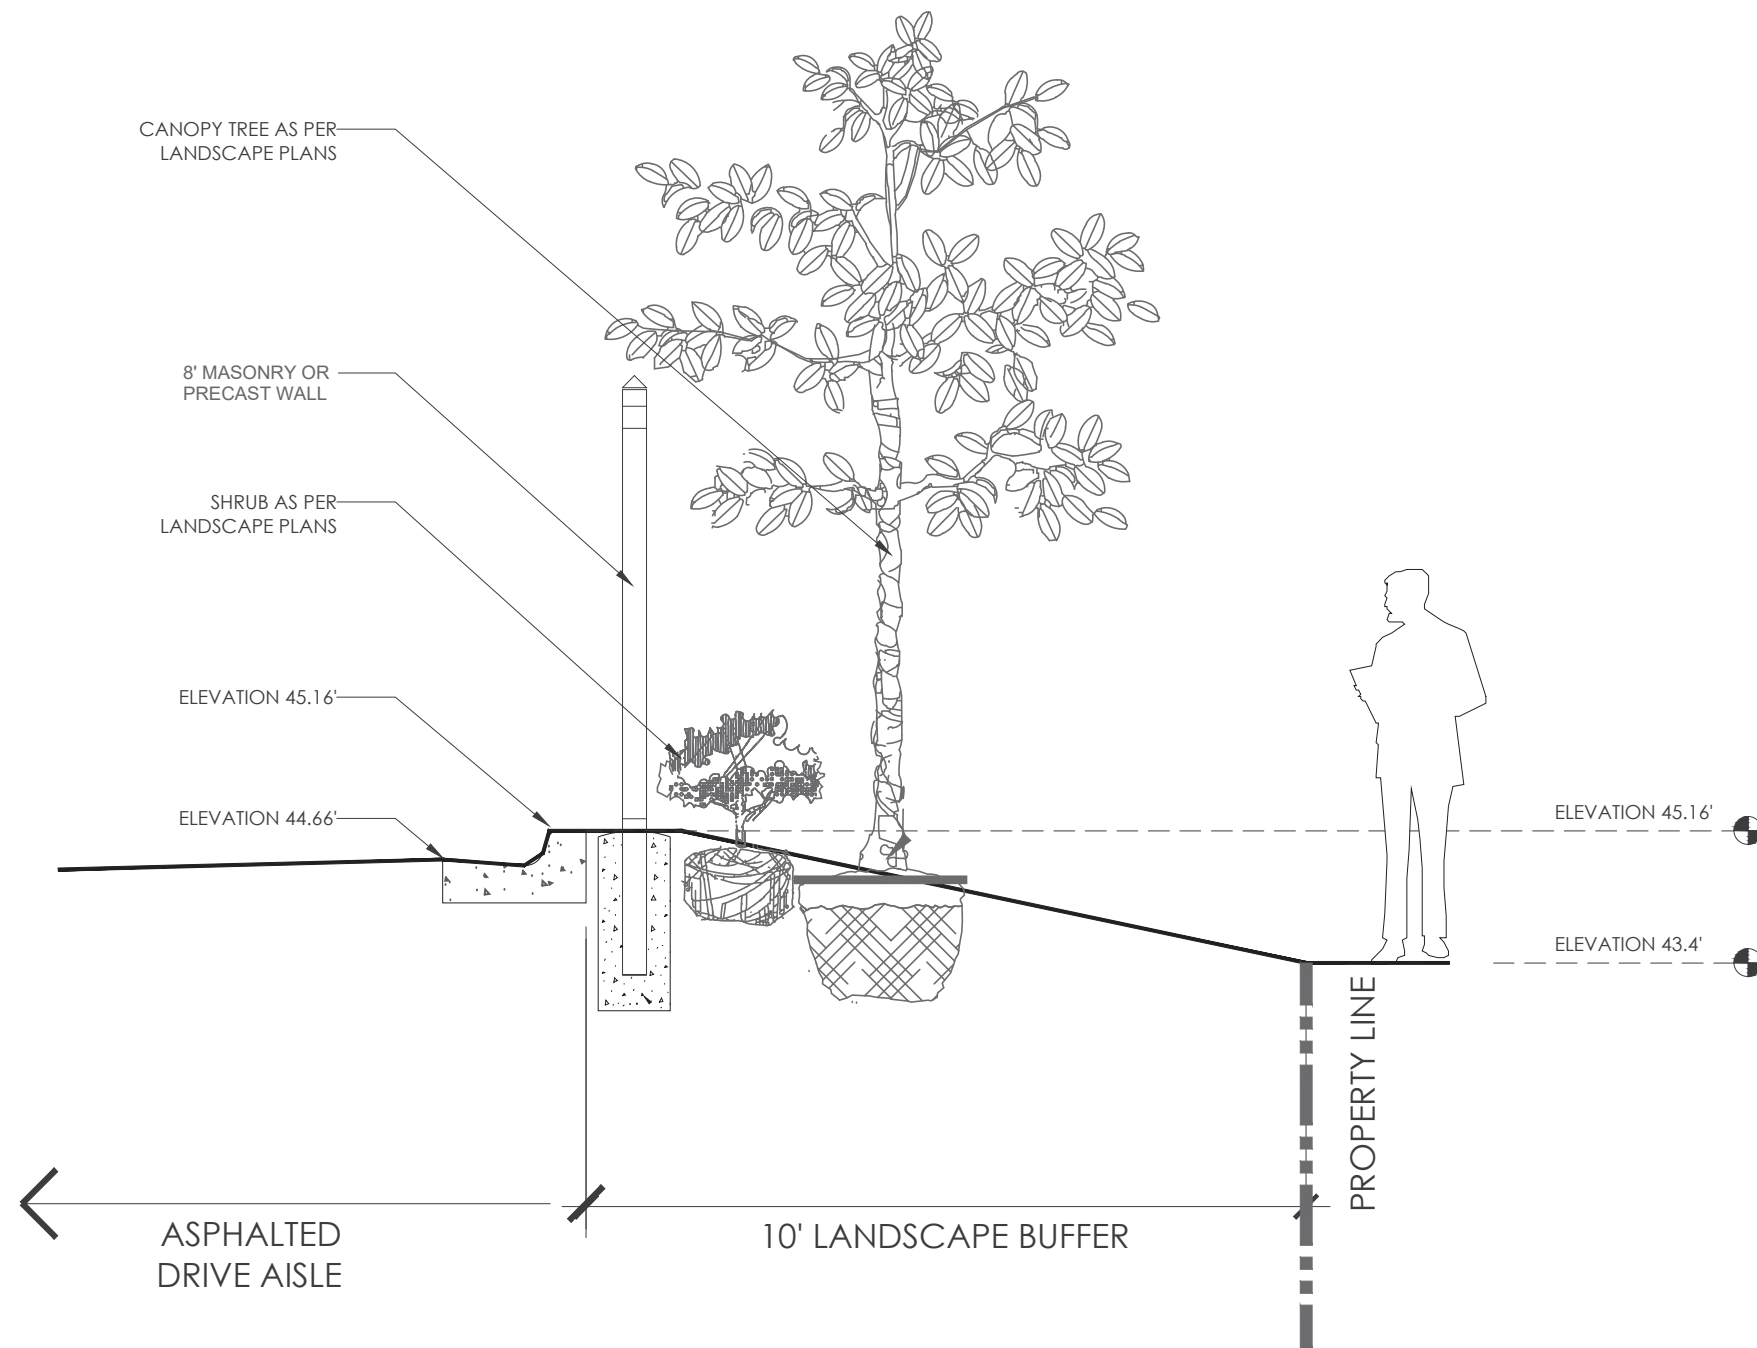 CANOPY TREE AS PER
LANDSCAPE PLANS
8' MASONRY OR
PRECAST WALL
SHRUB AS PER
LANDSCAPE PLANS
ELEVATION 45.16'
ELEVATION 44.66'
ELEVATION 45.16'
ELEVATION 43.4'
PROPERTY LINE
ASPHALTED
DRIVE AISLE
10' LANDSCAPE BUFFER